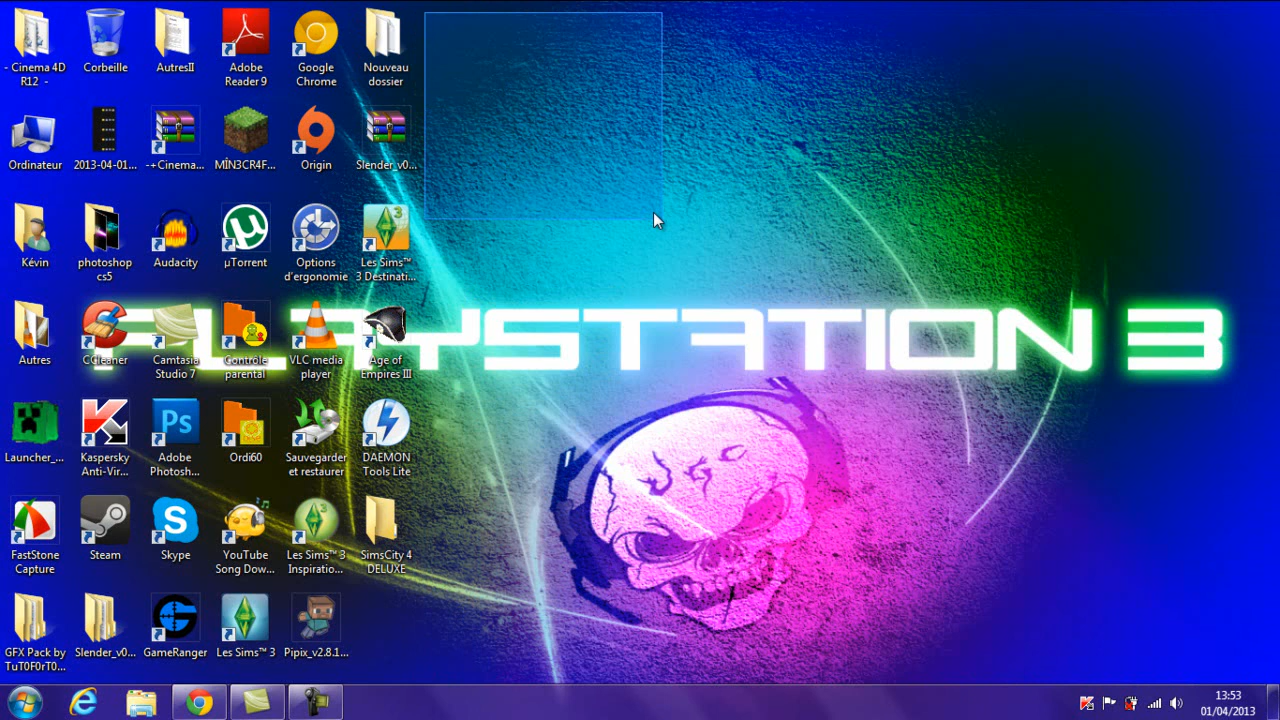 - Cinema 4D
R12 -
Corbeille
AutresII
Adobe
Reader 9
Google
Chrome
Nouveau
dossier
Ordinateur
2013-04-01...
-+Cinema...
MÎN3CR4F...
Origin
Slender_v0...
Kévin
photoshop
cs5
Audacity
µTorrent
Options
d'ergonomie
Les Sims™
3 Destinati...
PLAYSTATION 3
Autres
CCleaner
Camtasia
Studio 7
Contrôle
parental
VLC media
player
Age of
Empires III
Launcher_...
Kaspersky
Anti-Vir...
Ps
Adobe
Photosh...
Ordi60
Sauvegarder
et restaurer
DAEMON
Tools Lite
FastStone
Capture
Steam
Skype
YouTube
Song Dow...
Les Sims™ 3
Inspiratio...
SimsCity 4
DELUXE
GFX Pack by
TuT0F0rT0...
Slender_v0...
GameRanger
Les Sims™ 3
Pipix_v2.8.1...
13:53
01/04/2013